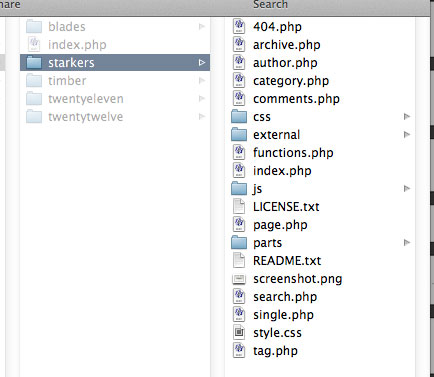 hare
Search
blades
index.php
starkers
timber
twentyeleven
twentytwelve
404.php
archive.php
author.php
category.php
comments.php
css
external
functions.php
index.php
js
LICENSE.txt
page.php
parts
README.txt
screenshot.png
search.php
single.php
style.css
tag.php